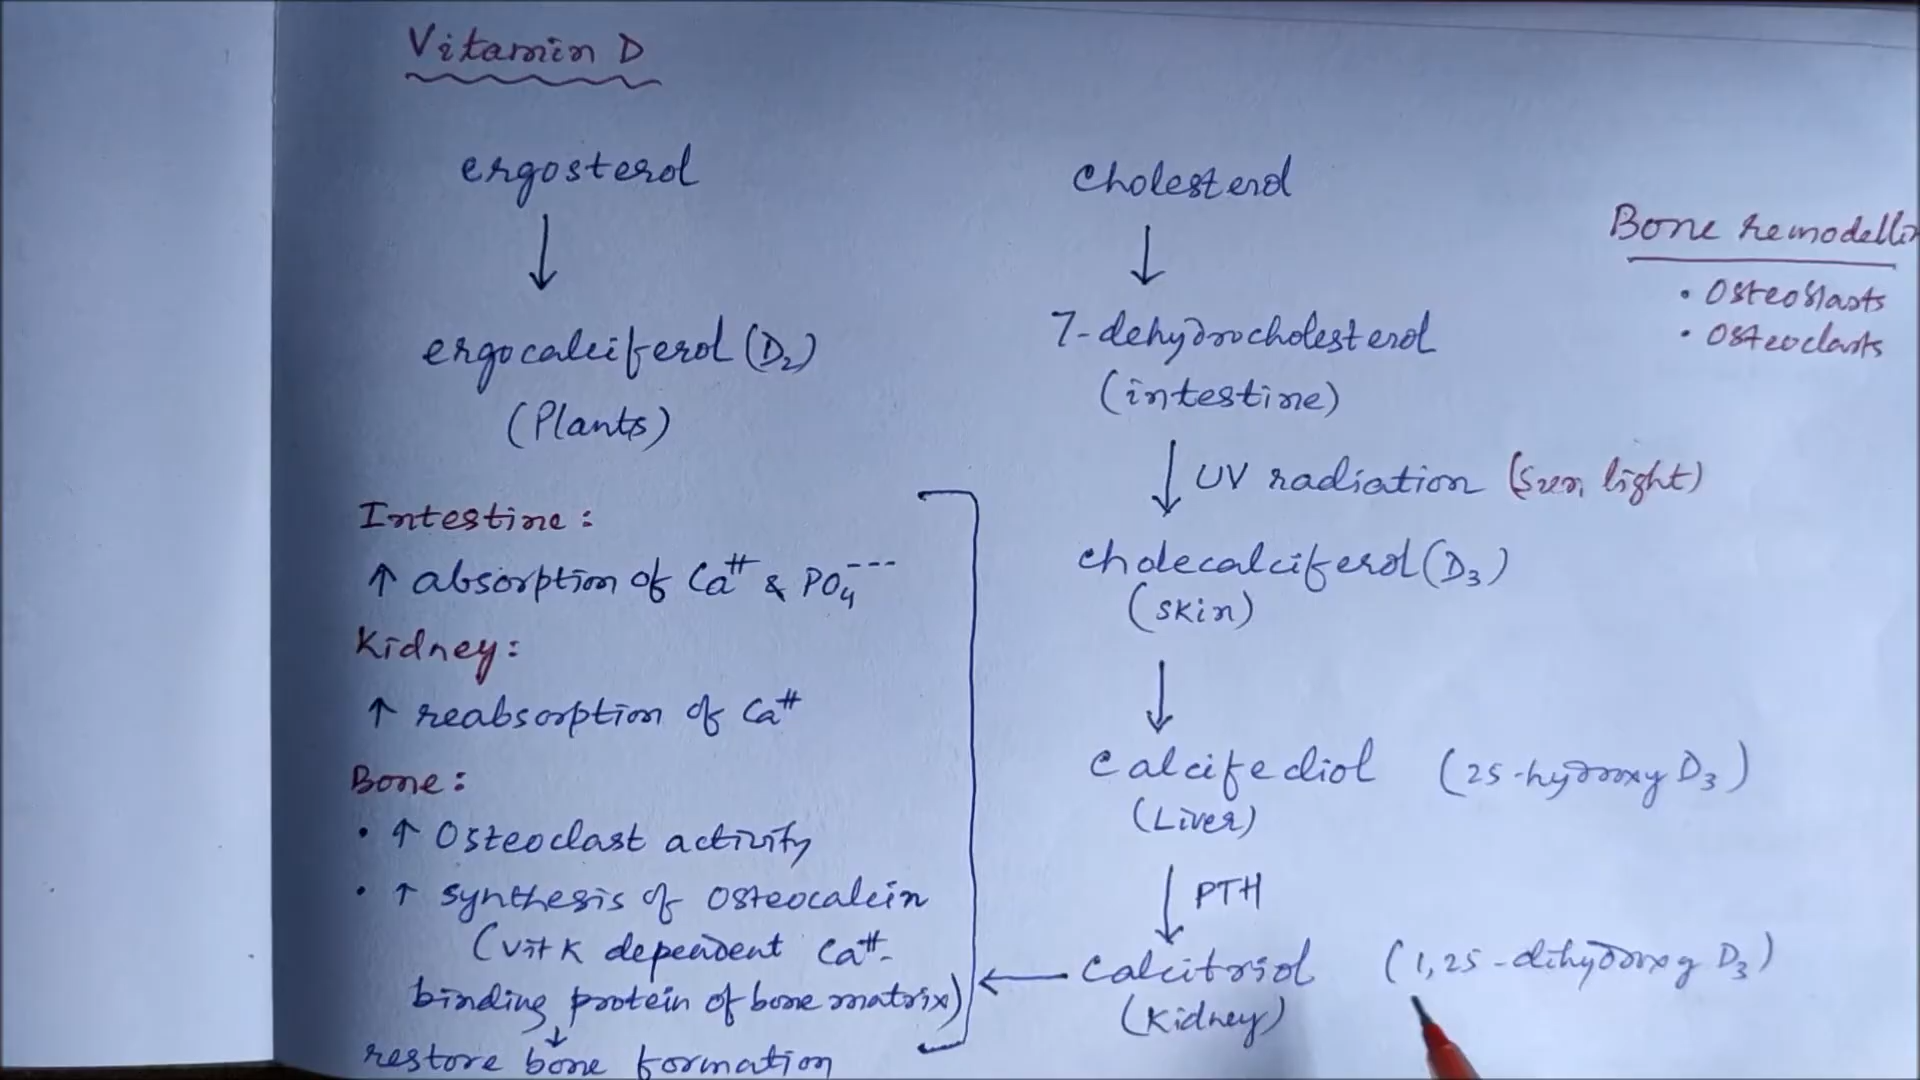 Vitamin D
ergosterol
↓
ergocalciferol (D₂)
(Plants)
Intestine:
↑ absorption of Ca⁺⁺ & PO₄⁻⁻⁻
Kidney:
↑ reabsorption of Ca⁺⁺
Bone:
• ↑ Osteoclast activity
• ↑ synthesis of osteocalcin
(vit K dependent Ca⁺⁺-
binding protein of bone matrix)
↓
restore bone formation
Cholesterol
↓
7-dehydrocholesterol
(intestine)
↓ UV radiation (Sun light)
cholecalciferol (D₃)
(skin)
↓
Calcifediol (25-hydroxy D₃)
(Liver)
↓ PTH
← Calcitriol (1,25-dihydroxy D₃)
(Kidney)
Bone remodellin
• Osteoblasts
• Osteoclasts